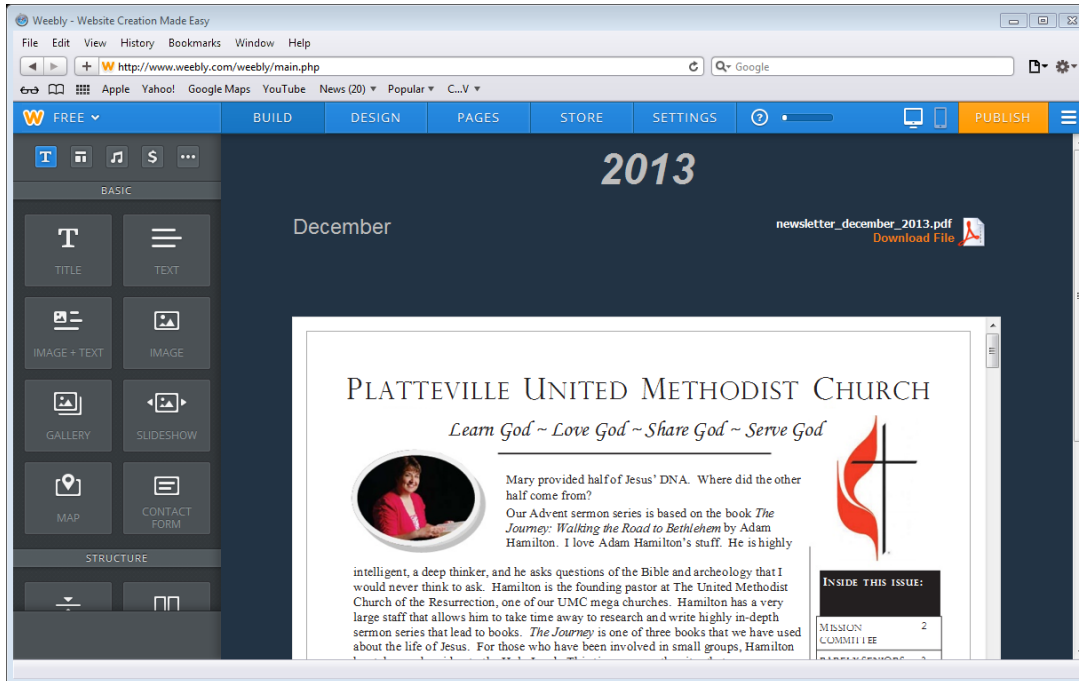 Weebly - Website Creation Made Easy
File Edit View History Bookmarks Window Help
http://www.weebly.com/weebly/main.php
Google
Apple Yahoo! Google Maps YouTube News (20) Popular C...V
FREE BUILD DESIGN PAGES STORE SETTINGS ? PUBLISH
BASIC
TITLE TEXT
IMAGE + TEXT IMAGE
GALLERY SLIDESHOW
MAP CONTACT FORM
STRUCTURE
2013
December
newsletter_december_2013.pdf
Download File
PLATTEVILLE UNITED METHODIST CHURCH
Learn God ~ Love God ~ Share God ~ Serve God
Mary provided half of Jesus' DNA. Where did the other
half come from?
Our Advent sermon series is based on the book The
Journey: Walking the Road to Bethlehem by Adam
Hamilton. I love Adam Hamilton's stuff. He is highly
intelligent, a deep thinker, and he asks questions of the Bible and archeology that I
would never think to ask. Hamilton is the founding pastor at The United Methodist
Church of the Resurrection, one of our UMC mega churches. Hamilton has a very
large staff that allows him to take time away to research and write highly in-depth
sermon series that lead to books. The Journey is one of three books that we have used
about the life of Jesus. For those who have been involved in small groups, Hamilton
INSIDE THIS ISSUE:
MISSION COMMITTEE 2